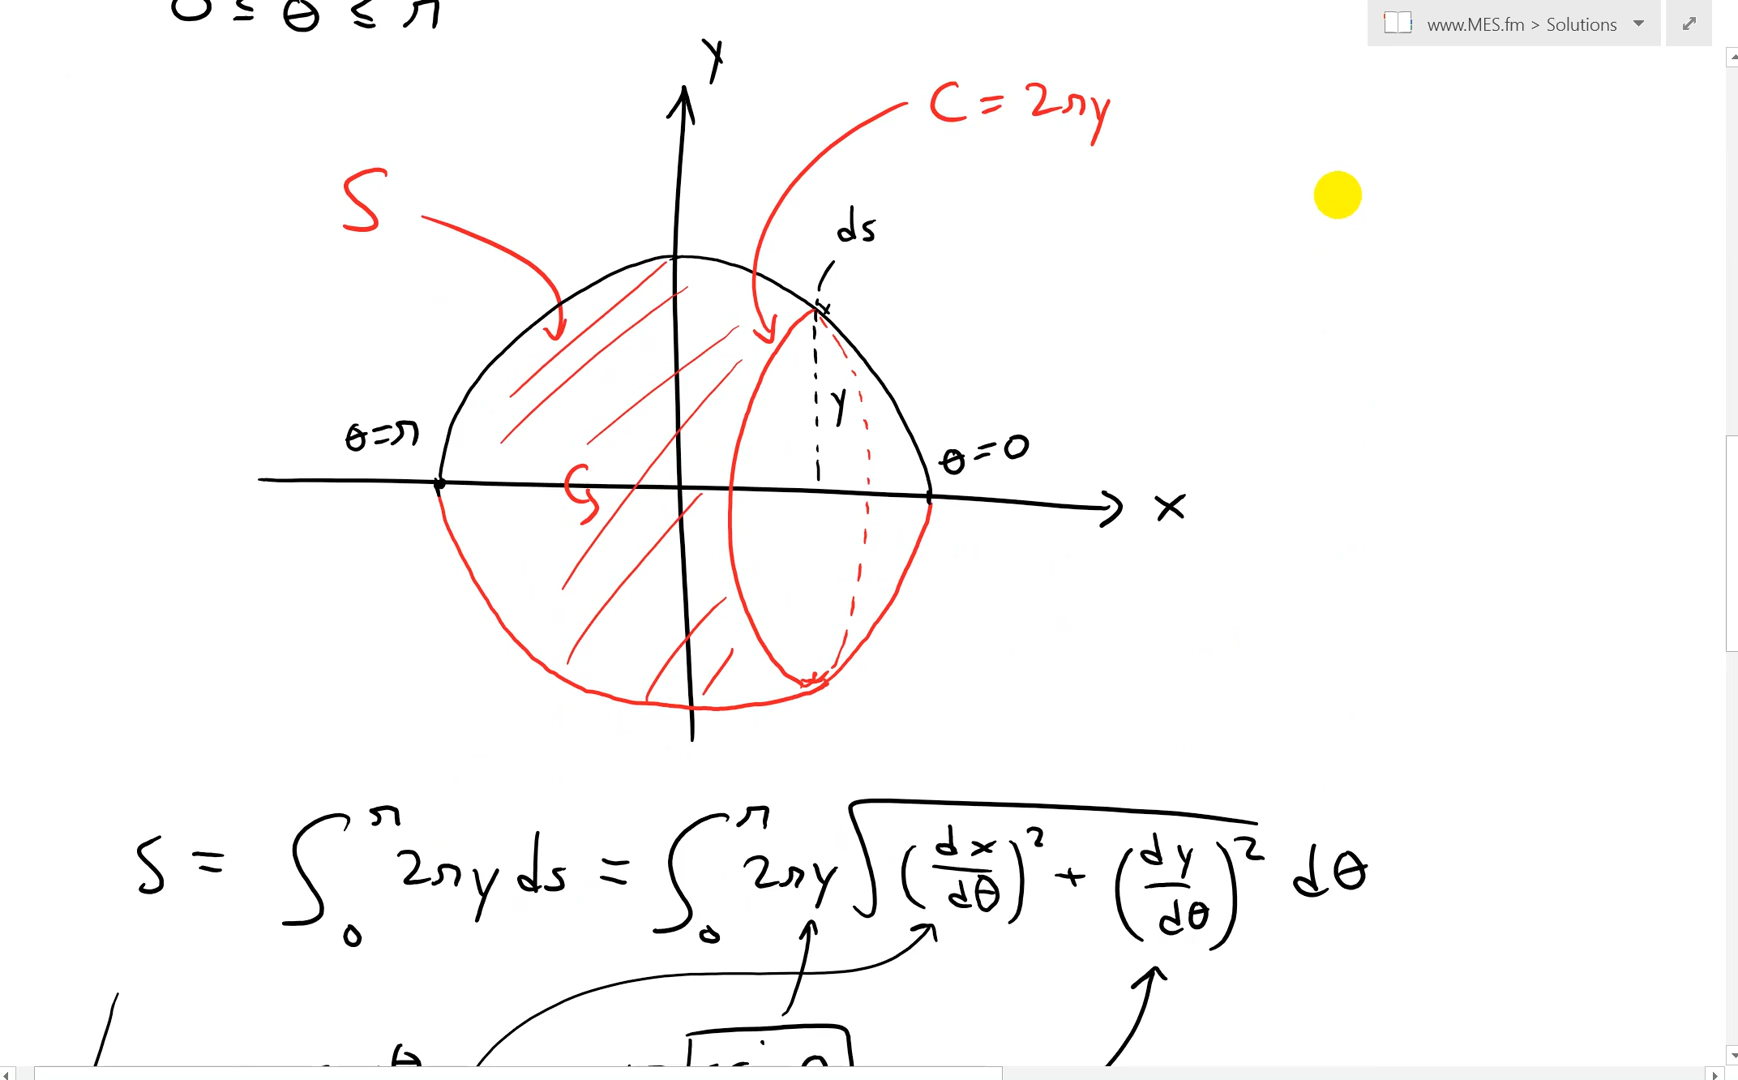 0 ≤ θ ≤ π
www.MES.fm > Solutions
y
C = 2πy
S
ds
y
θ=π
θ=0
x
S = ∫₀^π 2πy ds = ∫₀^π 2πy √((dx/dθ)² + (dy/dθ)²) dθ